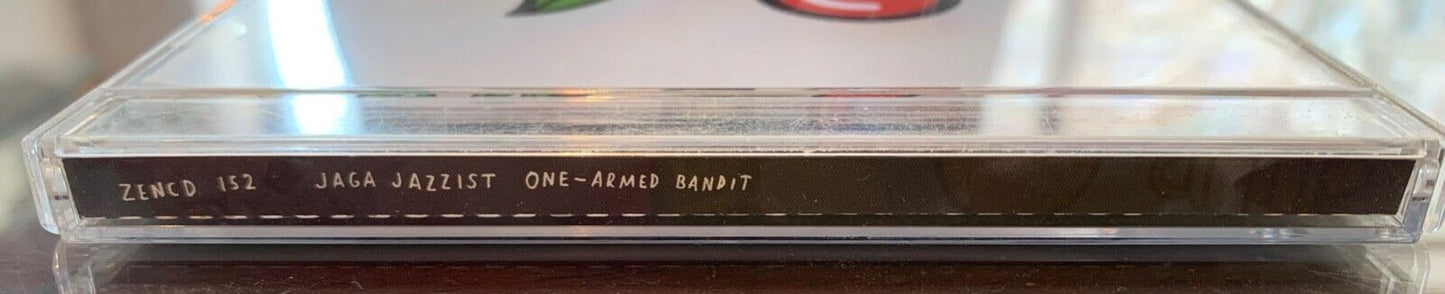 ZENCD 152 JAGA JAZZIST ONE-ARMED BANDIT